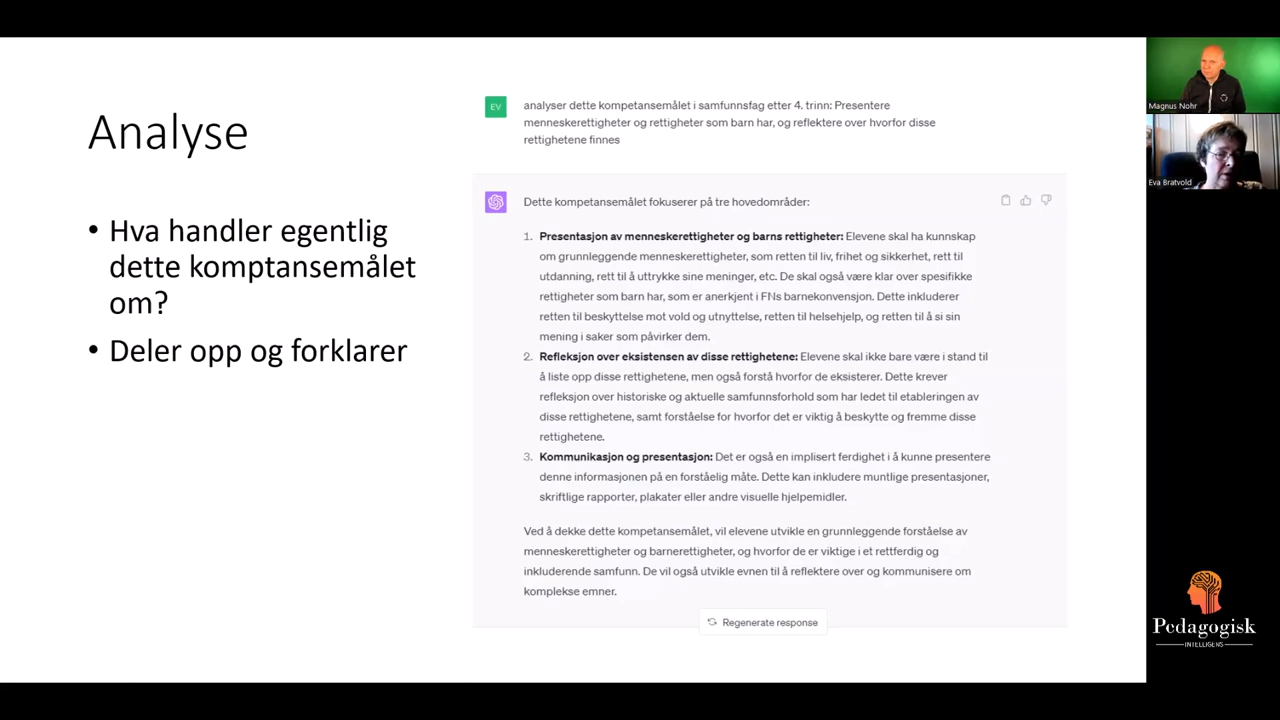 Analyse
• Hva handler egentlig
dette komptansemålet
om?
• Deler opp og forklarer
EV
analyser dette kompetansemålet i samfunnsfag etter 4. trinn: Presentere
menneskerettigheter og rettigheter som barn har, og reflektere over hvorfor disse
rettighetene finnes
Dette kompetansemålet fokuserer på tre hovedområder:
1. Presentasjon av menneskerettigheter og barns rettigheter: Elevene skal ha kunnskap
om grunnleggende menneskerettigheter, som retten til liv, frihet og sikkerhet, rett til
utdanning, rett til å uttrykke sine meninger, etc. De skal også være klar over spesifikke
rettigheter som barn har, som er anerkjent i FNs barnekonvensjon. Dette inkluderer
retten til beskyttelse mot vold og utnyttelse, retten til helsehjelp, og retten til å si sin
mening i saker som påvirker dem.
2. Refleksjon over eksistensen av disse rettighetene: Elevene skal ikke bare være i stand til
å liste opp disse rettighetene, men også forstå hvorfor de eksisterer. Dette krever
refleksjon over historiske og aktuelle samfunnsforhold som har ledet til etableringen av
disse rettighetene, samt forståelse for hvorfor det er viktig å beskytte og fremme disse
rettighetene.
3. Kommunikasjon og presentasjon: Det er også en implisert ferdighet i å kunne presentere
denne informasjonen på en forståelig måte. Dette kan inkludere muntlige presentasjoner,
skriftlige rapporter, plakater eller andre visuelle hjelpemidler.
Ved å dekke dette kompetansemålet, vil elevene utvikle en grunnleggende forståelse av
menneskerettigheter og barnerettigheter, og hvorfor de er viktige i et rettferdig og
inkluderende samfunn. De vil også utvikle evnen til å reflektere over og kommunisere om
komplekse emner.
Regenerate response
Magnus Nohr
Eva Bratvold
Pedagogisk
INTELLIGENS